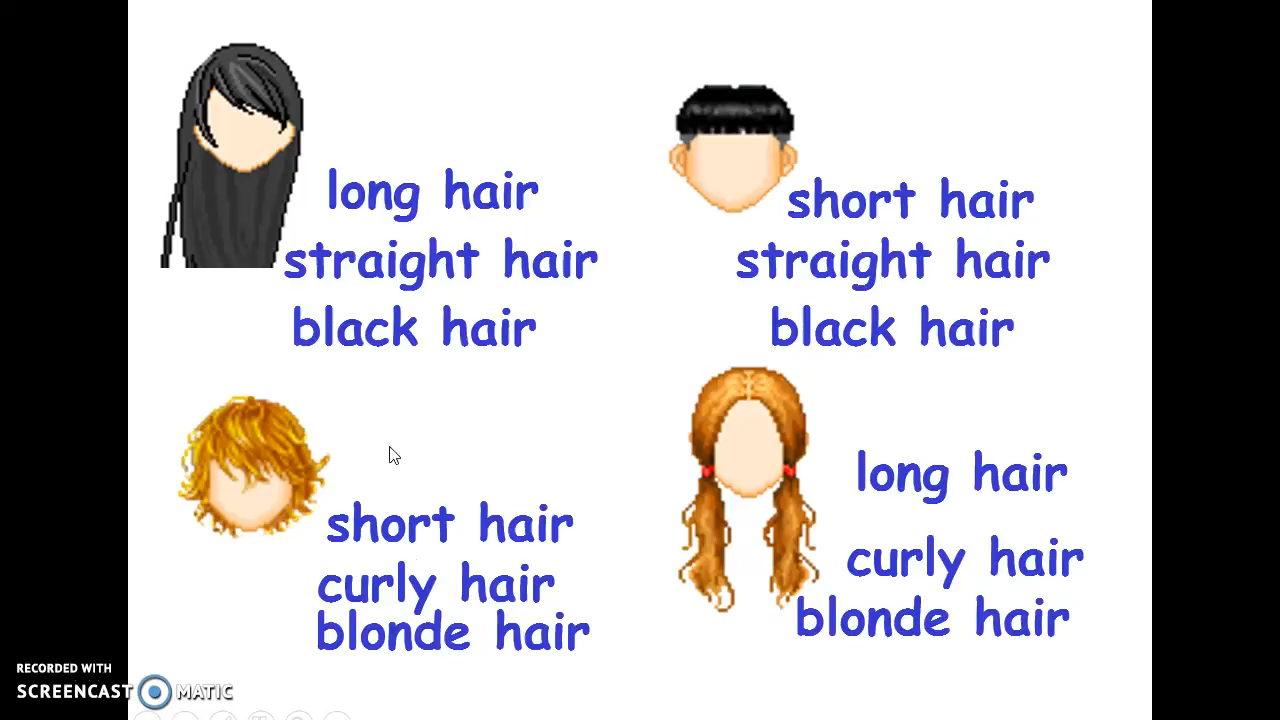 long hair
straight hair
black hair
short hair
straight hair
black hair
short hair
curly hair
blonde hair
long hair
curly hair
blonde hair
RECORDED WITH
SCREENCAST MATIC